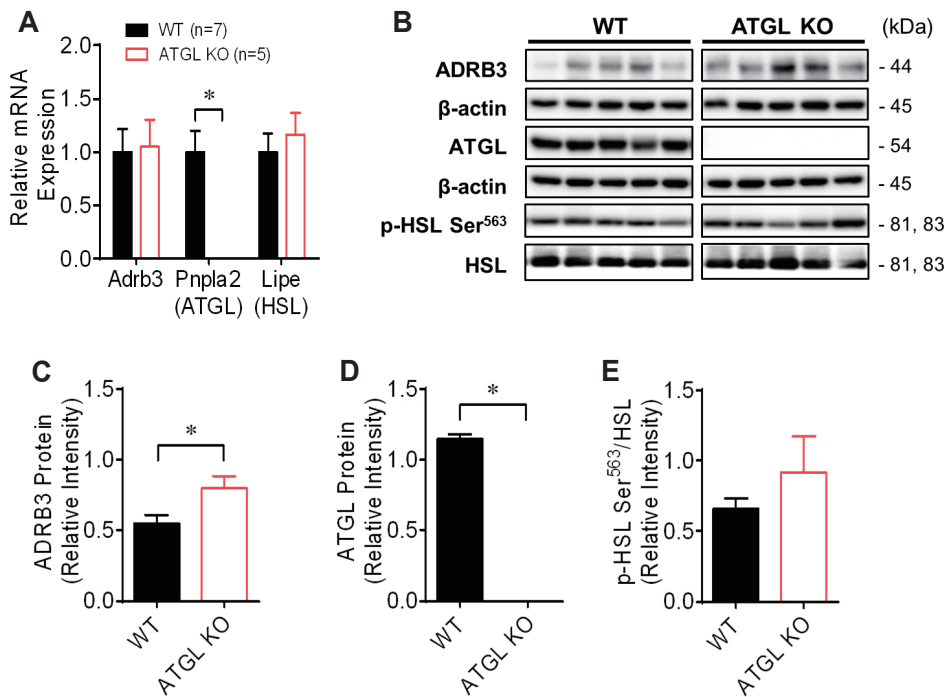 A
WT (n=7)
ATGL KO (n=5)
Relative mRNA
Expression
2.0
1.5
1.0
0.5
0.0
*
Adrb3 Pnpla2 Lipe
(ATGL) (HSL)
B
WT ATGL KO (kDa)
ADRB3 - 44
β-actin - 45
ATGL - 54
β-actin - 45
p-HSL Ser⁵⁶³ - 81, 83
HSL - 81, 83
C
ADRB3 Protein
(Relative Intensity)
1.5
1.0
0.5
0.0
*
WT
ATGL KO
D
ATGL Protein
(Relative Intensity)
1.5
1.0
0.5
0.0
*
WT
ATGL KO
E
p-HSL Ser⁵⁶³/HSL
(Relative Intensity)
1.5
1.0
0.5
0.0
WT
ATGL KO